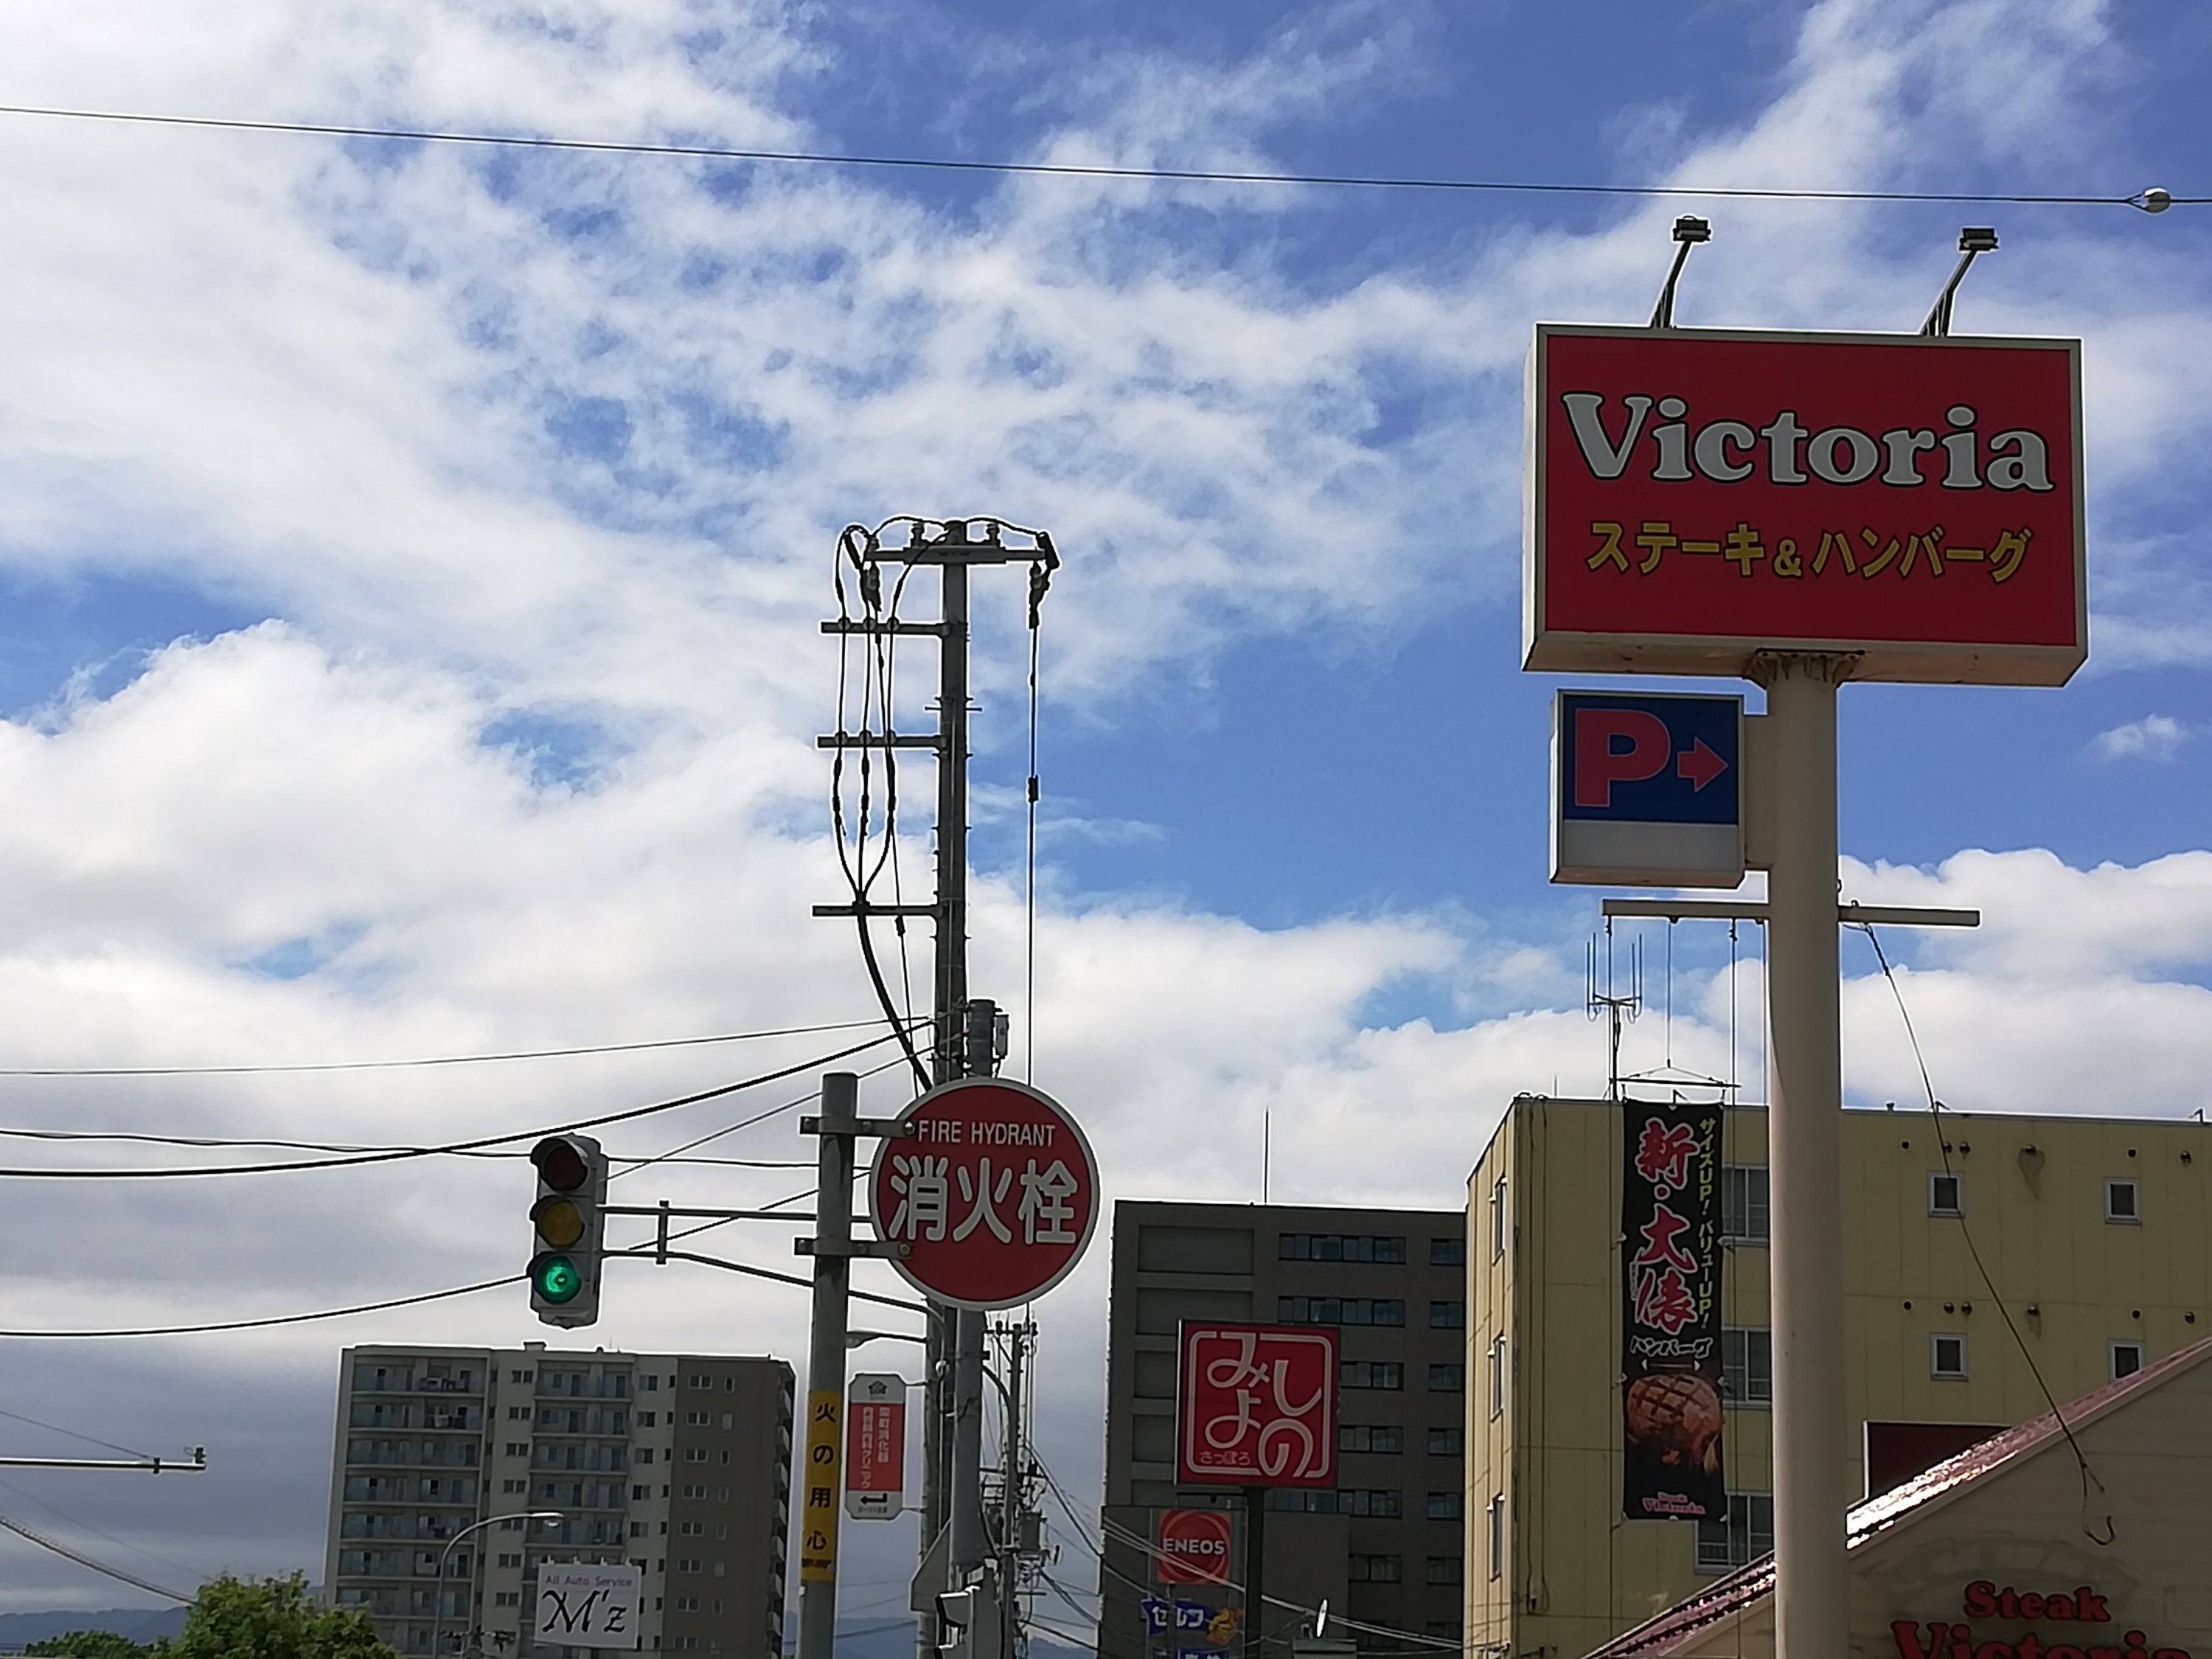 Victoria
ステーキ&ハンバーグ
P
FIRE HYDRANT
消火栓
サイズUP!バリューUP!
新・大俵
ハンバーグ
Victoria
みよしの
さっぽろ
ENEOS
セルフ
火の用心
All Auto Service
M'z
Steak
Victoria